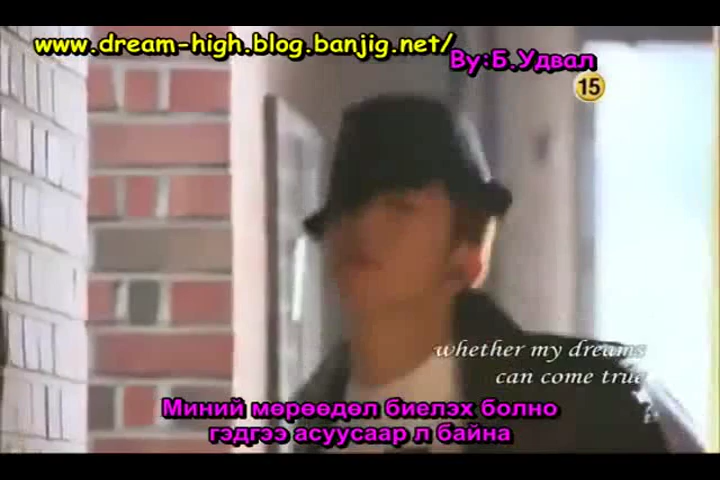 www.dream-high.blog.banjig.net/
By:Б.Удвал
15
whether my dreams
can come true
Миний мөрөөдөл биелэх болно
гэдгээ асуусаар л байна